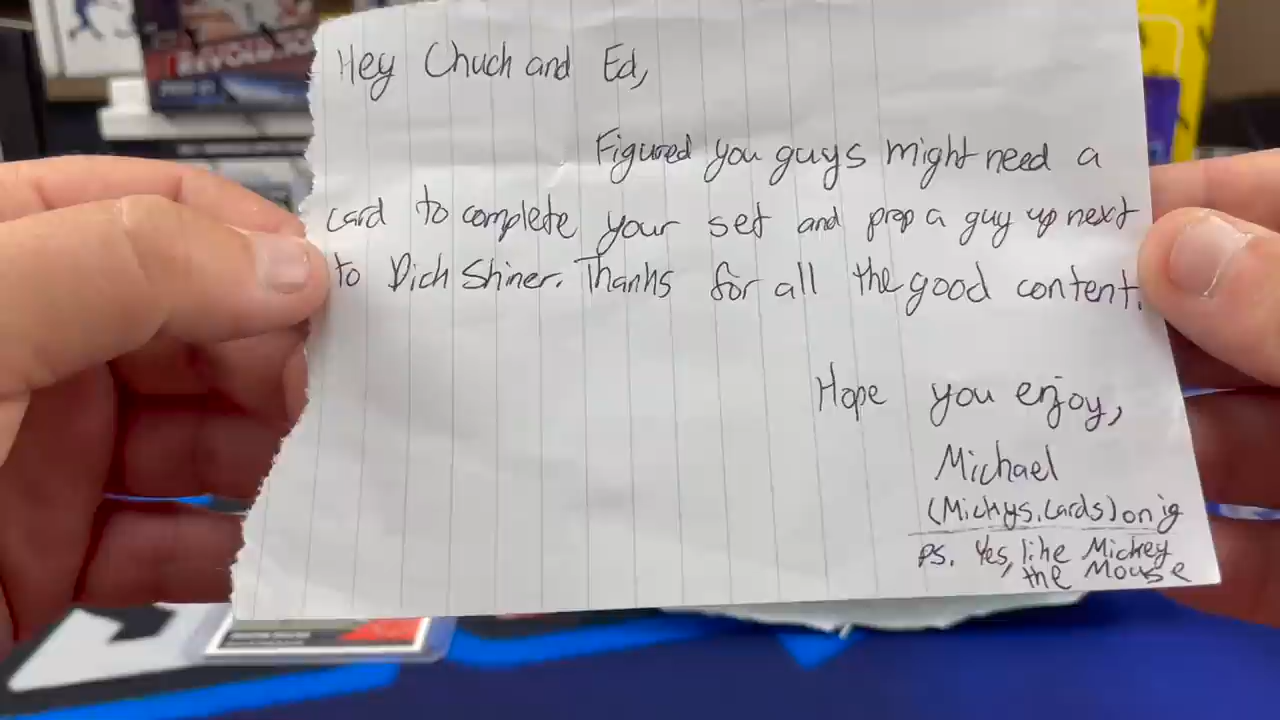 REVOLUTION
Hey Chuck and Ed,
Figured you guys might need a
card to complete your set and prop a guy up next
to Dick Shiner. Thanks for all the good content.
Hope you enjoy,
Michael
(Mickys.cards) on ig
PS. Yes, like Mickey
the Mouse